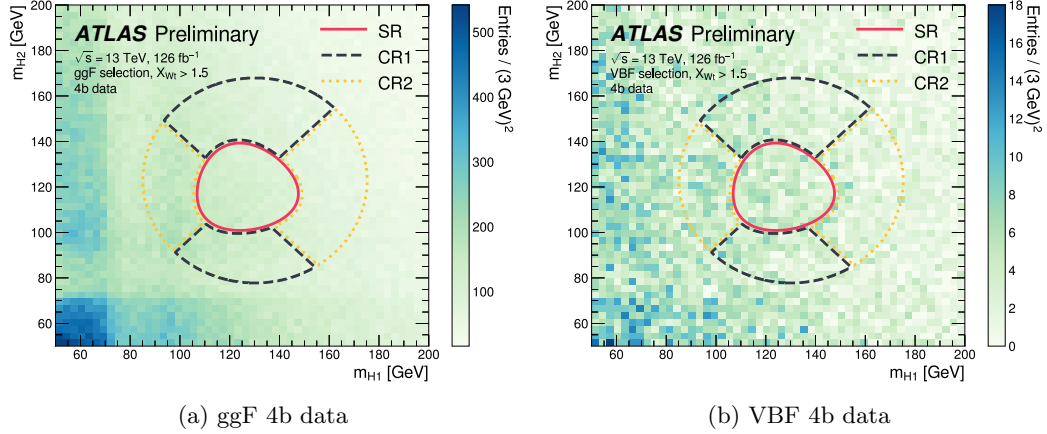 ATLAS Preliminary
√s = 13 TeV, 126 fb⁻¹
ggF selection, X_Wt > 1.5
4b data
SR
CR1
CR2
m_H2 [GeV]
200
180
160
140
120
100
80
60
60 80 100 120 140 160 180 200
m_H1 [GeV]
Entries / (3 GeV)²
500
400
300
200
100
(a) ggF 4b data
ATLAS Preliminary
√s = 13 TeV, 126 fb⁻¹
VBF selection, X_Wt > 1.5
4b data
SR
CR1
CR2
m_H2 [GeV]
200
180
160
140
120
100
80
60
60 80 100 120 140 160 180 200
m_H1 [GeV]
Entries / (3 GeV)²
18
16
14
12
10
8
6
4
2
0
(b) VBF 4b data